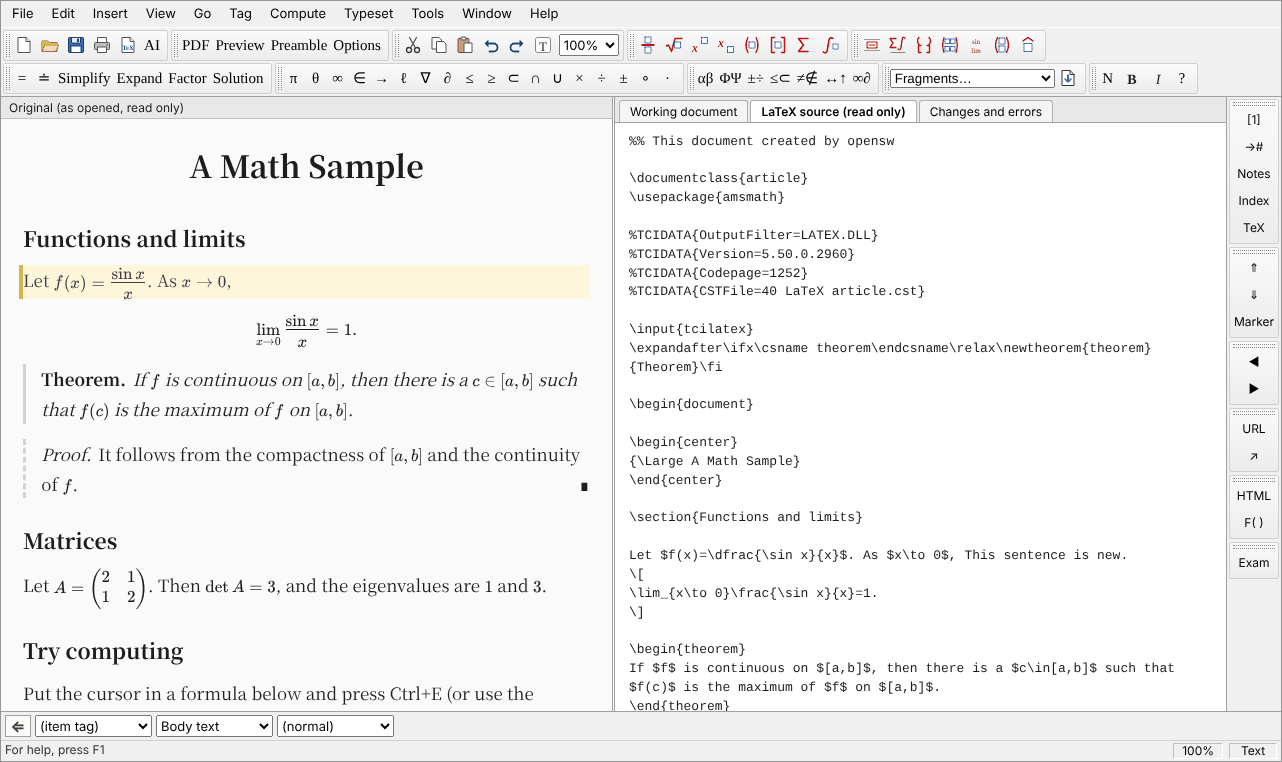 File Edit Insert View Go Tag Compute Typeset Tools Window Help
TeX AI PDF Preview Preamble Options T 100%
= ≐ Simplify Expand Factor Solution π θ ∞ ∈ → ℓ ∇ ∂ ≤ ≥ ⊂ ∩ ∪ × ÷ ± ∘ · αβ ΦΨ ±÷ ≤⊂ ≠∉ ↔↑ ∞∂ Fragments… N B I ?
Original (as opened, read only)
A Math Sample
Functions and limits
Let f(x) = sin x / x. As x → 0,
lim x→0 sin x / x = 1.
Theorem. If f is continuous on [a, b], then there is a c ∈ [a, b] such
that f(c) is the maximum of f on [a, b].
Proof. It follows from the compactness of [a, b] and the continuity
of f. ∎
Matrices
Let A = (2 1 1 2). Then det A = 3, and the eigenvalues are 1 and 3.
Try computing
Put the cursor in a formula below and press Ctrl+E (or use the
Working document LaTeX source (read only) Changes and errors
%% This document created by opensw
\documentclass{article}
\usepackage{amsmath}
%TCIDATA{OutputFilter=LATEX.DLL}
%TCIDATA{Version=5.50.0.2960}
%TCIDATA{Codepage=1252}
%TCIDATA{CSTFile=40 LaTeX article.cst}
\input{tcilatex}
\expandafter\ifx\csname theorem\endcsname\relax\newtheorem{theorem}
{Theorem}\fi
\begin{document}
\begin{center}
{\Large A Math Sample}
\end{center}
\section{Functions and limits}
Let $f(x)=\dfrac{\sin x}{x}$. As $x\to 0$, This sentence is new.
\[
\lim_{x\to 0}\frac{\sin x}{x}=1.
\]
\begin{theorem}
If $f$ is continuous on $[a,b]$, then there is a $c\in[a,b]$ such that
$f(c)$ is the maximum of $f$ on $[a,b]$.
\end{theorem}
[1]
→#
Notes
Index
TeX
⇑
⇓
Marker
◀
▶
URL
↗
HTML
F( )
Exam
(item tag) Body text (normal)
For help, press F1 100% Text